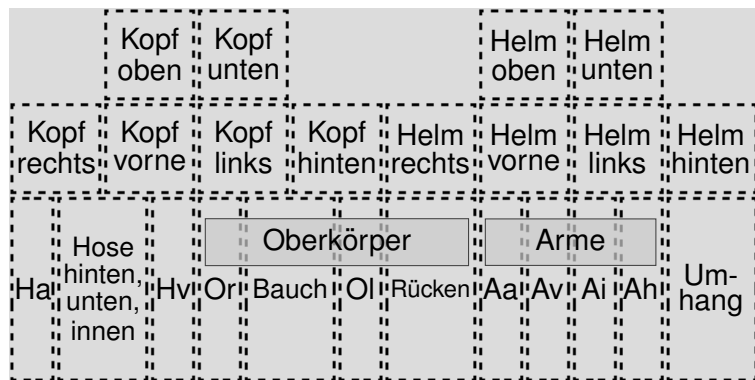 Kopf
oben
Kopf
unten
Helm
oben
Helm
unten
Kopf
rechts
Kopf
vorne
Kopf
links
Kopf
hinten
Helm
rechts
Helm
vorne
Helm
links
Helm
hinten
Oberkörper
Arme
Ha
Hose
hinten,
unten,
innen
Hv
Or
Bauch
Ol
Rücken
Aa
Av
Ai
Ah
Um-
hang